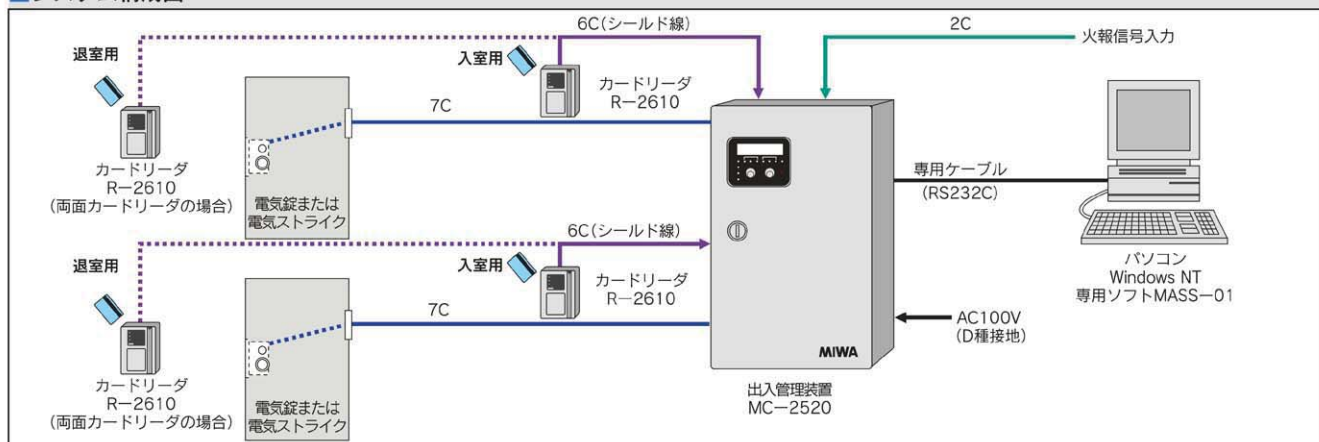 6C(シールド線)
2C
火報信号入力
退室用
入室用
カードリーダ
R−2610
7C
カードリーダ
R−2610
(両面カードリーダの場合)
電気錠または
電気ストライク
専用ケーブル
(RS232C)
パソコン
Windows NT
専用ソフトMASS−01
6C(シールド線)
退室用
入室用
カードリーダ
R−2610
7C
カードリーダ
R−2610
(両面カードリーダの場合)
電気錠または
電気ストライク
AC100V
(D種接地)
MIWA
出入管理装置
MC−2520